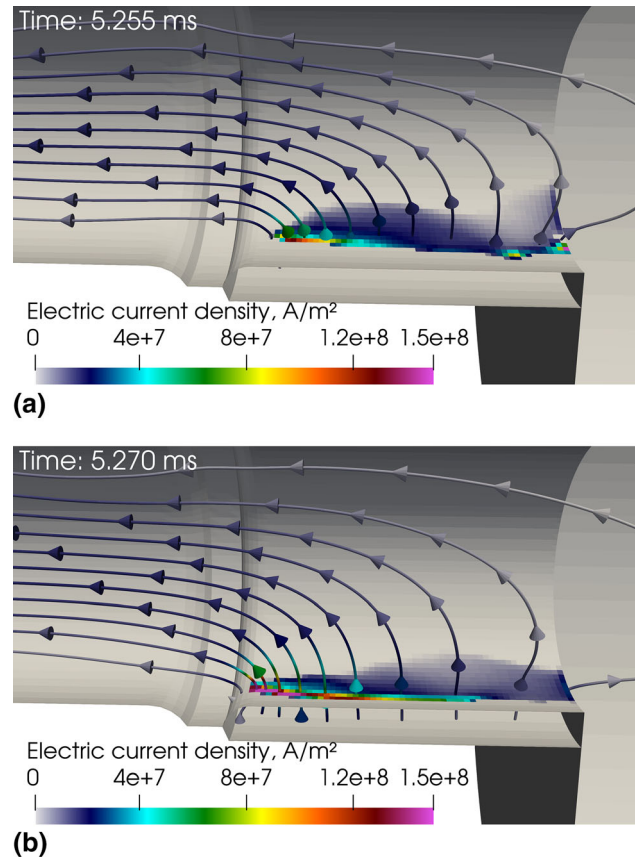 Time: 5.255 ms
Electric current density, A/m²
0 4e+7 8e+7 1.2e+8 1.5e+8
(a)
Time: 5.270 ms
Electric current density, A/m²
0 4e+7 8e+7 1.2e+8 1.5e+8
(b)